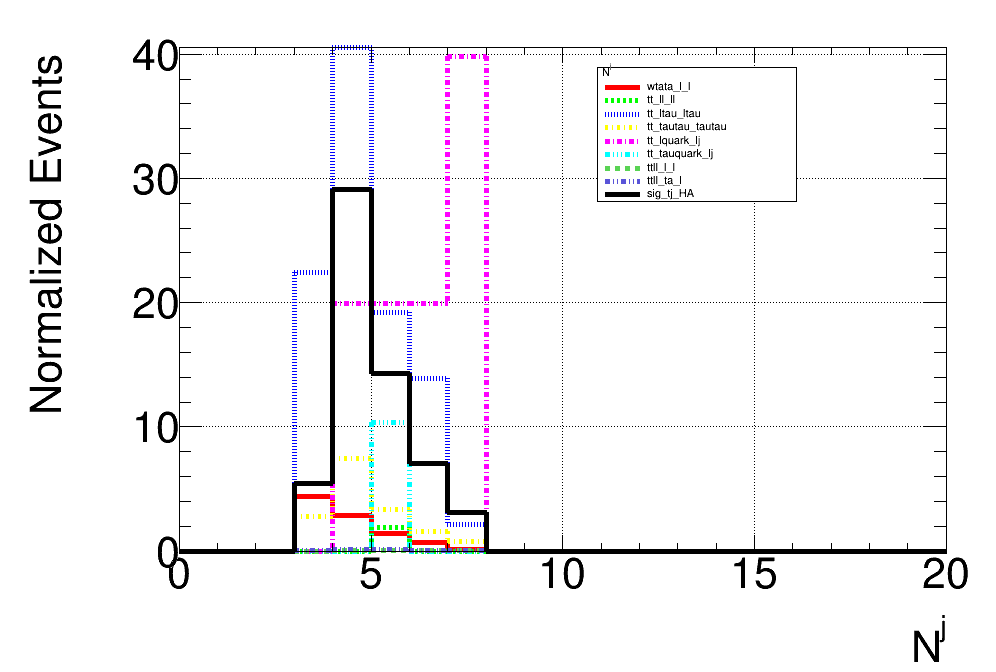 Normalized Events
40
30
20
10
0
0 5 10 15 20
N^j
N^j
wtata_l_l
tt_ll_ll
tt_ltau_ltau
tt_tautau_tautau
tt_lquark_lj
tt_tauquark_lj
ttll_l_l
ttll_ta_l
sig_tj_HA